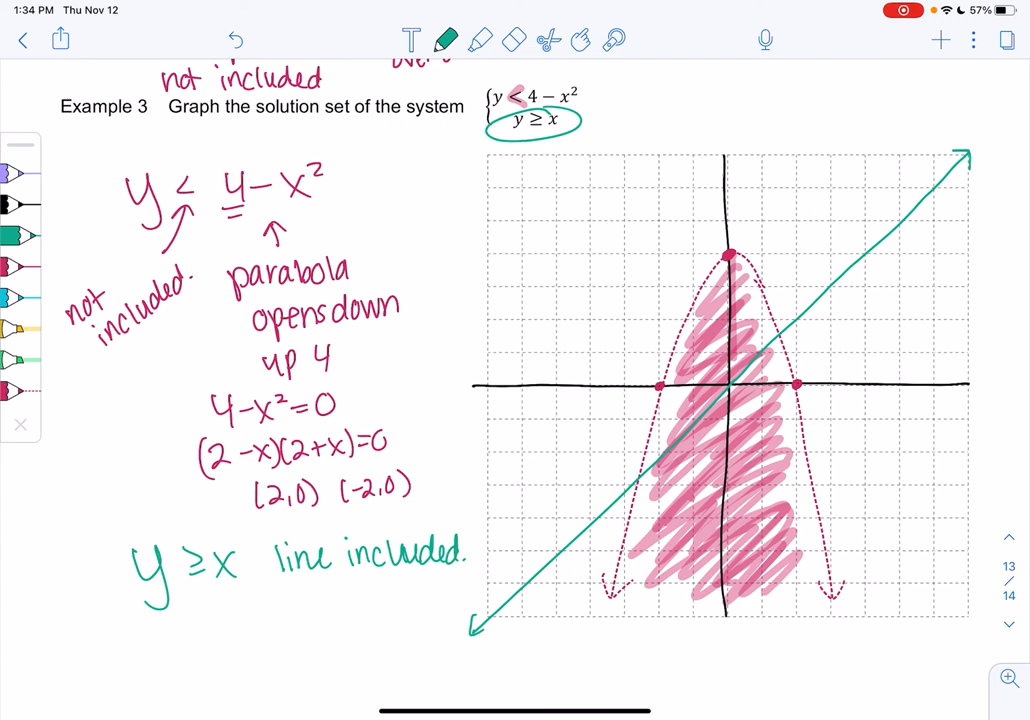 1:34 PM Thu Nov 12
57%
not included
Example 3 Graph the solution set of the system
y < 4 − x²
y ≥ x
y < 4 − x²
not included.
parabola
opens down
up 4
4 − x² = 0
(2 − x)(2 + x) = 0
(2,0) (−2,0)
y ≥ x line included.
13
/
14